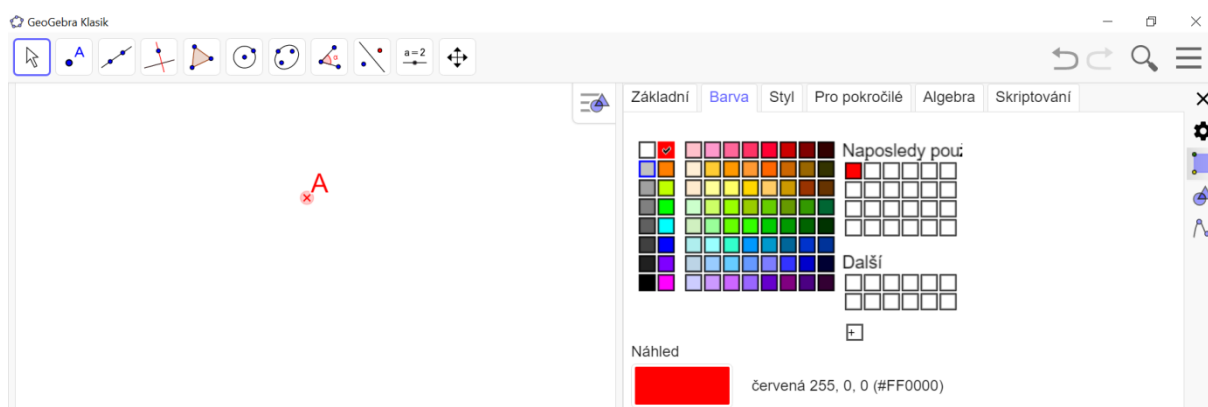 GeoGebra Klasik
A
a=2
Základní Barva Styl Pro pokročilé Algebra Skriptování
A
Naposledy pou
Další
Náhled
červená 255, 0, 0 (#FF0000)